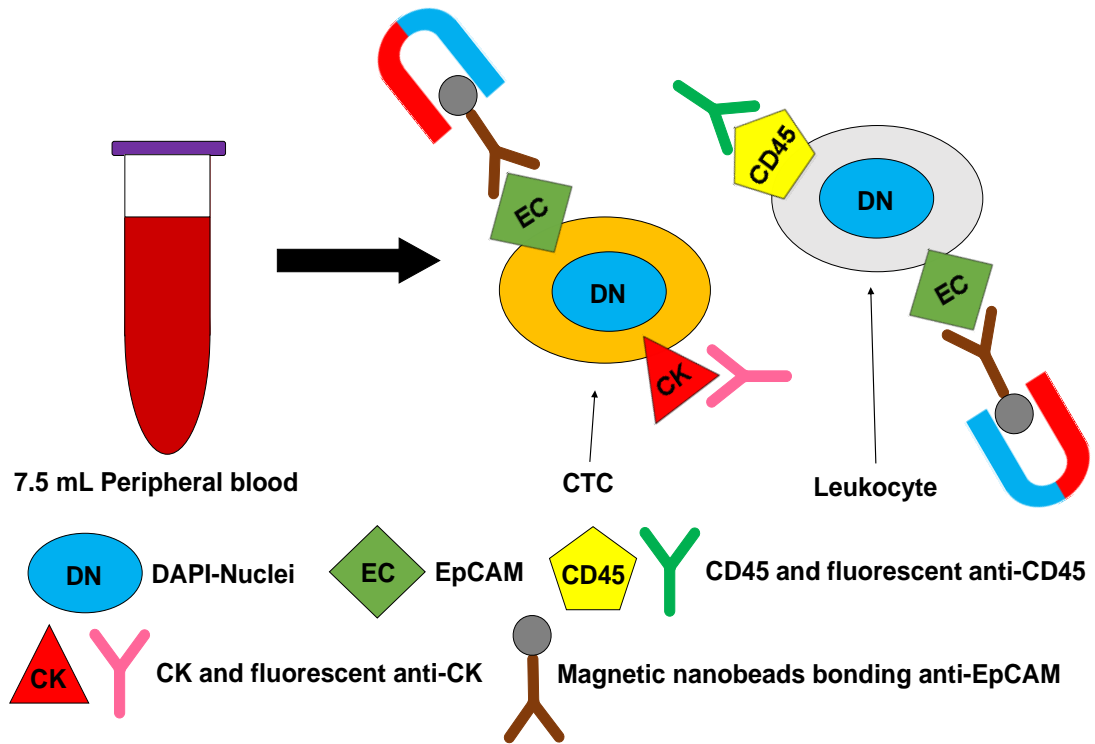 EC
DN
CK
CD45
DN
EC
7.5 mL Peripheral blood
CTC
Leukocyte
DN DAPI-Nuclei
EC EpCAM
CD45 CD45 and fluorescent anti-CD45
CK CK and fluorescent anti-CK
Magnetic nanobeads bonding anti-EpCAM